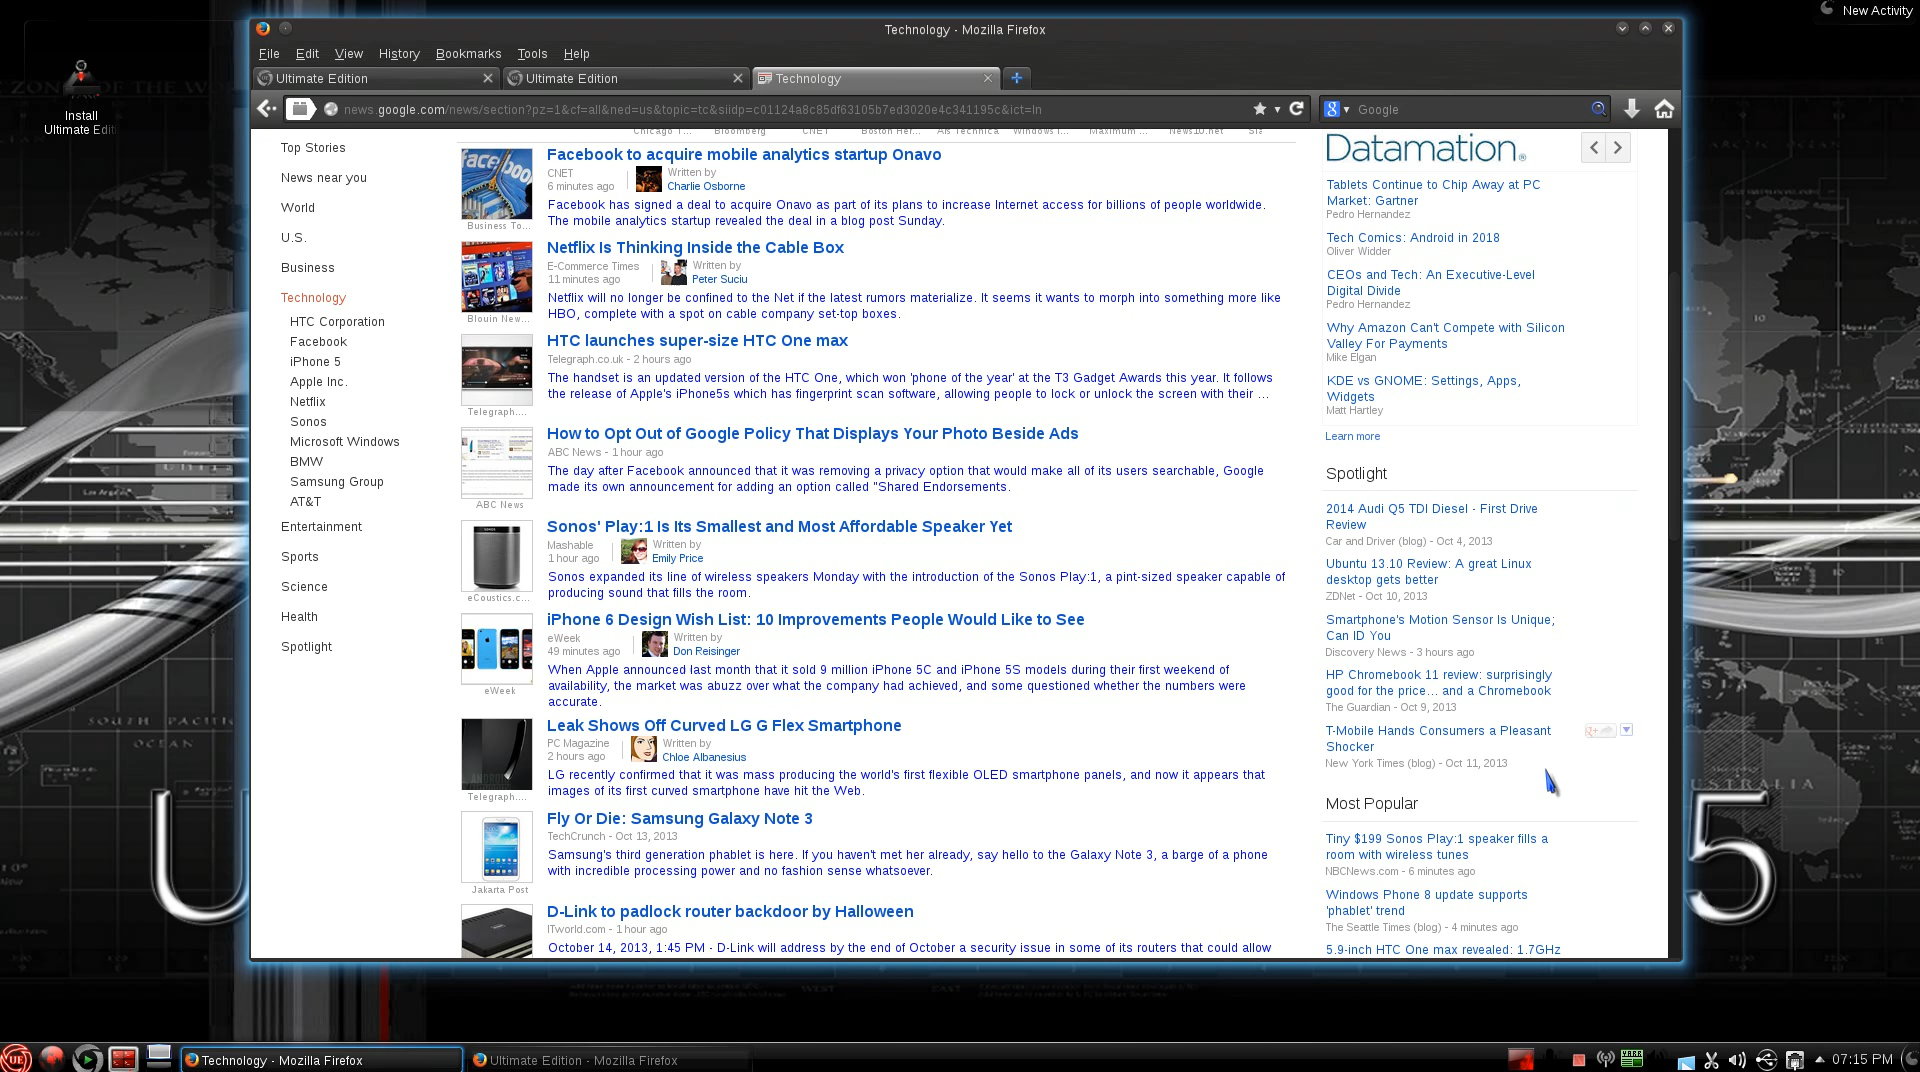 New Activity
Technology - Mozilla Firefox
File Edit View History Bookmarks Tools Help
Ultimate Edition
Ultimate Edition
Technology
news.google.com/news/section?pz=1&cf=all&ned=us&topic=tc&siidp=c01124a8c85df63105b7ed3020e4c341195c&ict=ln
Google
Install
Ultimate Edit
Top Stories
News near you
World
U.S.
Business
Technology
HTC Corporation
Facebook
iPhone 5
Apple Inc.
Netflix
Sonos
Microsoft Windows
BMW
Samsung Group
AT&T
Entertainment
Sports
Science
Health
Spotlight
Chicago T... Bloomberg CNET Boston Her... Ars Technica Windows I... Maximum ... News10.net
Facebook to acquire mobile analytics startup Onavo
CNET
6 minutes ago
Written by
Charlie Osborne
Facebook has signed a deal to acquire Onavo as part of its plans to increase Internet access for billions of people worldwide.
The mobile analytics startup revealed the deal in a blog post Sunday.
Business To...
Netflix Is Thinking Inside the Cable Box
E-Commerce Times
11 minutes ago
Written by
Peter Suciu
Netflix will no longer be confined to the Net if the latest rumors materialize. It seems it wants to morph into something more like
HBO, complete with a spot on cable company set-top boxes.
Blouin New...
HTC launches super-size HTC One max
Telegraph.co.uk - 2 hours ago
The handset is an updated version of the HTC One, which won 'phone of the year' at the T3 Gadget Awards this year. It follows
the release of Apple's iPhone5s which has fingerprint scan software, allowing people to lock or unlock the screen with their ...
Telegraph....
How to Opt Out of Google Policy That Displays Your Photo Beside Ads
ABC News - 1 hour ago
The day after Facebook announced that it was removing a privacy option that would make all of its users searchable, Google
made its own announcement for adding an option called "Shared Endorsements.
ABC News
Sonos' Play:1 Is Its Smallest and Most Affordable Speaker Yet
Mashable
1 hour ago
Written by
Emily Price
Sonos expanded its line of wireless speakers Monday with the introduction of the Sonos Play:1, a pint-sized speaker capable of
producing sound that fills the room.
eCoustics.c...
iPhone 6 Design Wish List: 10 Improvements People Would Like to See
eWeek
49 minutes ago
Written by
Don Reisinger
When Apple announced last month that it sold 9 million iPhone 5C and iPhone 5S models during their first weekend of
availability, the market was abuzz over what the company had achieved, and some questioned whether the numbers were
accurate.
eWeek
Leak Shows Off Curved LG G Flex Smartphone
PC Magazine
2 hours ago
Written by
Chloe Albanesius
LG recently confirmed that it was mass producing the world's first flexible OLED smartphone panels, and now it appears that
images of its first curved smartphone have hit the Web.
Telegraph....
Fly Or Die: Samsung Galaxy Note 3
TechCrunch - Oct 13, 2013
Samsung's third generation phablet is here. If you haven't met her already, say hello to the Galaxy Note 3, a barge of a phone
with incredible processing power and no fashion sense whatsoever.
Jakarta Post
D-Link to padlock router backdoor by Halloween
ITworld.com - 1 hour ago
October 14, 2013, 1:45 PM - D-Link will address by the end of October a security issue in some of its routers that could allow
Datamation®
Tablets Continue to Chip Away at PC
Market: Gartner
Pedro Hernandez
Tech Comics: Android in 2018
Oliver Widder
CEOs and Tech: An Executive-Level
Digital Divide
Pedro Hernandez
Why Amazon Can't Compete with Silicon
Valley For Payments
Mike Elgan
KDE vs GNOME: Settings, Apps,
Widgets
Matt Hartley
Learn more
Spotlight
2014 Audi Q5 TDI Diesel - First Drive
Review
Car and Driver (blog) - Oct 4, 2013
Ubuntu 13.10 Review: A great Linux
desktop gets better
ZDNet - Oct 10, 2013
Smartphone's Motion Sensor Is Unique;
Can ID You
Discovery News - 3 hours ago
HP Chromebook 11 review: surprisingly
good for the price... and a Chromebook
The Guardian - Oct 9, 2013
T-Mobile Hands Consumers a Pleasant
Shocker
New York Times (blog) - Oct 11, 2013
Most Popular
Tiny $199 Sonos Play:1 speaker fills a
room with wireless tunes
NBCNews.com - 6 minutes ago
Windows Phone 8 update supports
'phablet' trend
The Seattle Times (blog) - 4 minutes ago
5.9-inch HTC One max revealed: 1.7GHz
SOUTH PACIFIC
OCEAN
AUSTRALIA
U
5
Technology - Mozilla Firefox
Ultimate Edition - Mozilla Firefox
07:15 PM